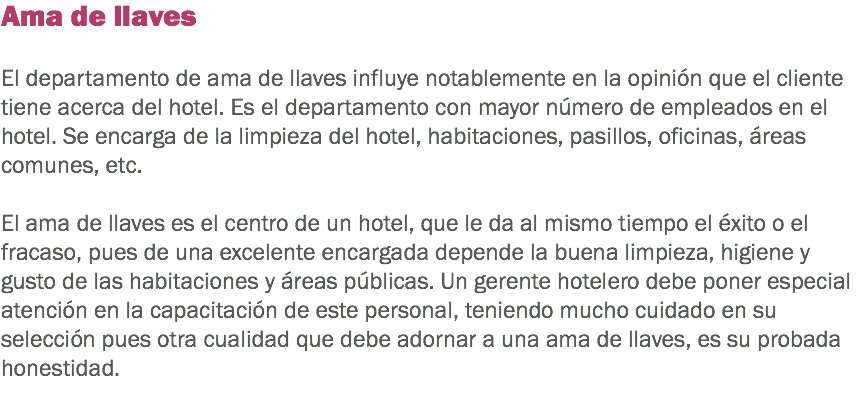 Ama de llaves
El departamento de ama de llaves influye notablemente en la opinión que el cliente
tiene acerca del hotel. Es el departamento con mayor número de empleados en el
hotel. Se encarga de la limpieza del hotel, habitaciones, pasillos, oficinas, áreas
comunes, etc.
El ama de llaves es el centro de un hotel, que le da al mismo tiempo el éxito o el
fracaso, pues de una excelente encargada depende la buena limpieza, higiene y
gusto de las habitaciones y áreas públicas. Un gerente hotelero debe poner especial
atención en la capacitación de este personal, teniendo mucho cuidado en su
selección pues otra cualidad que debe adornar a una ama de llaves, es su probada
honestidad.